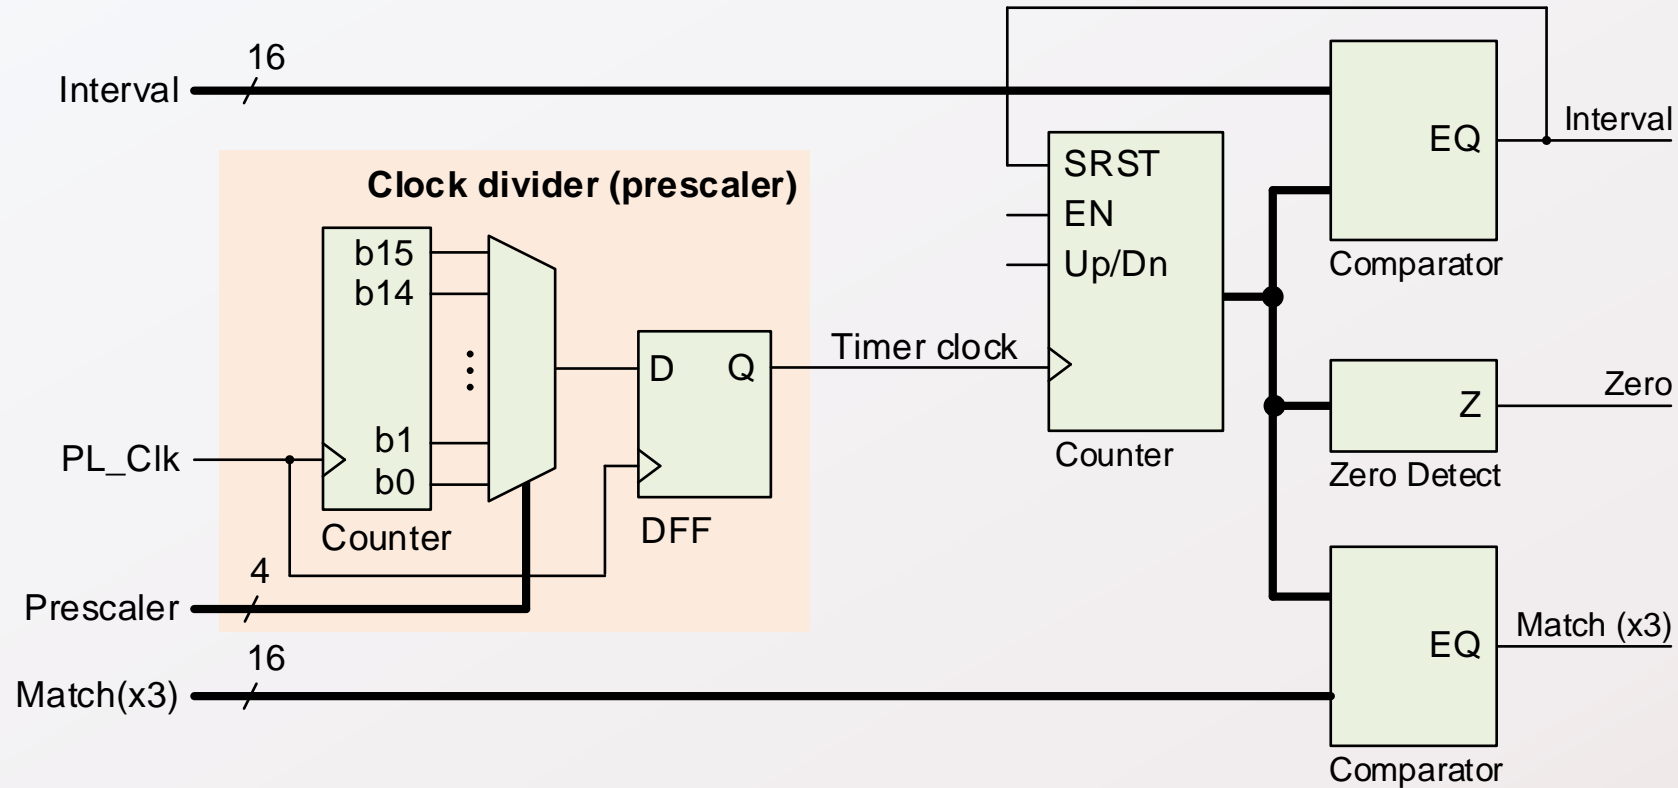 16
Interval
Clock divider (prescaler)
b15
b14
b1
b0
Counter
D
Q
DFF
PL_Clk
4
Prescaler
16
Match(x3)
Timer clock
SRST
EN
Up/Dn
Counter
EQ
Comparator
Interval
Z
Zero Detect
Zero
EQ
Comparator
Match (x3)